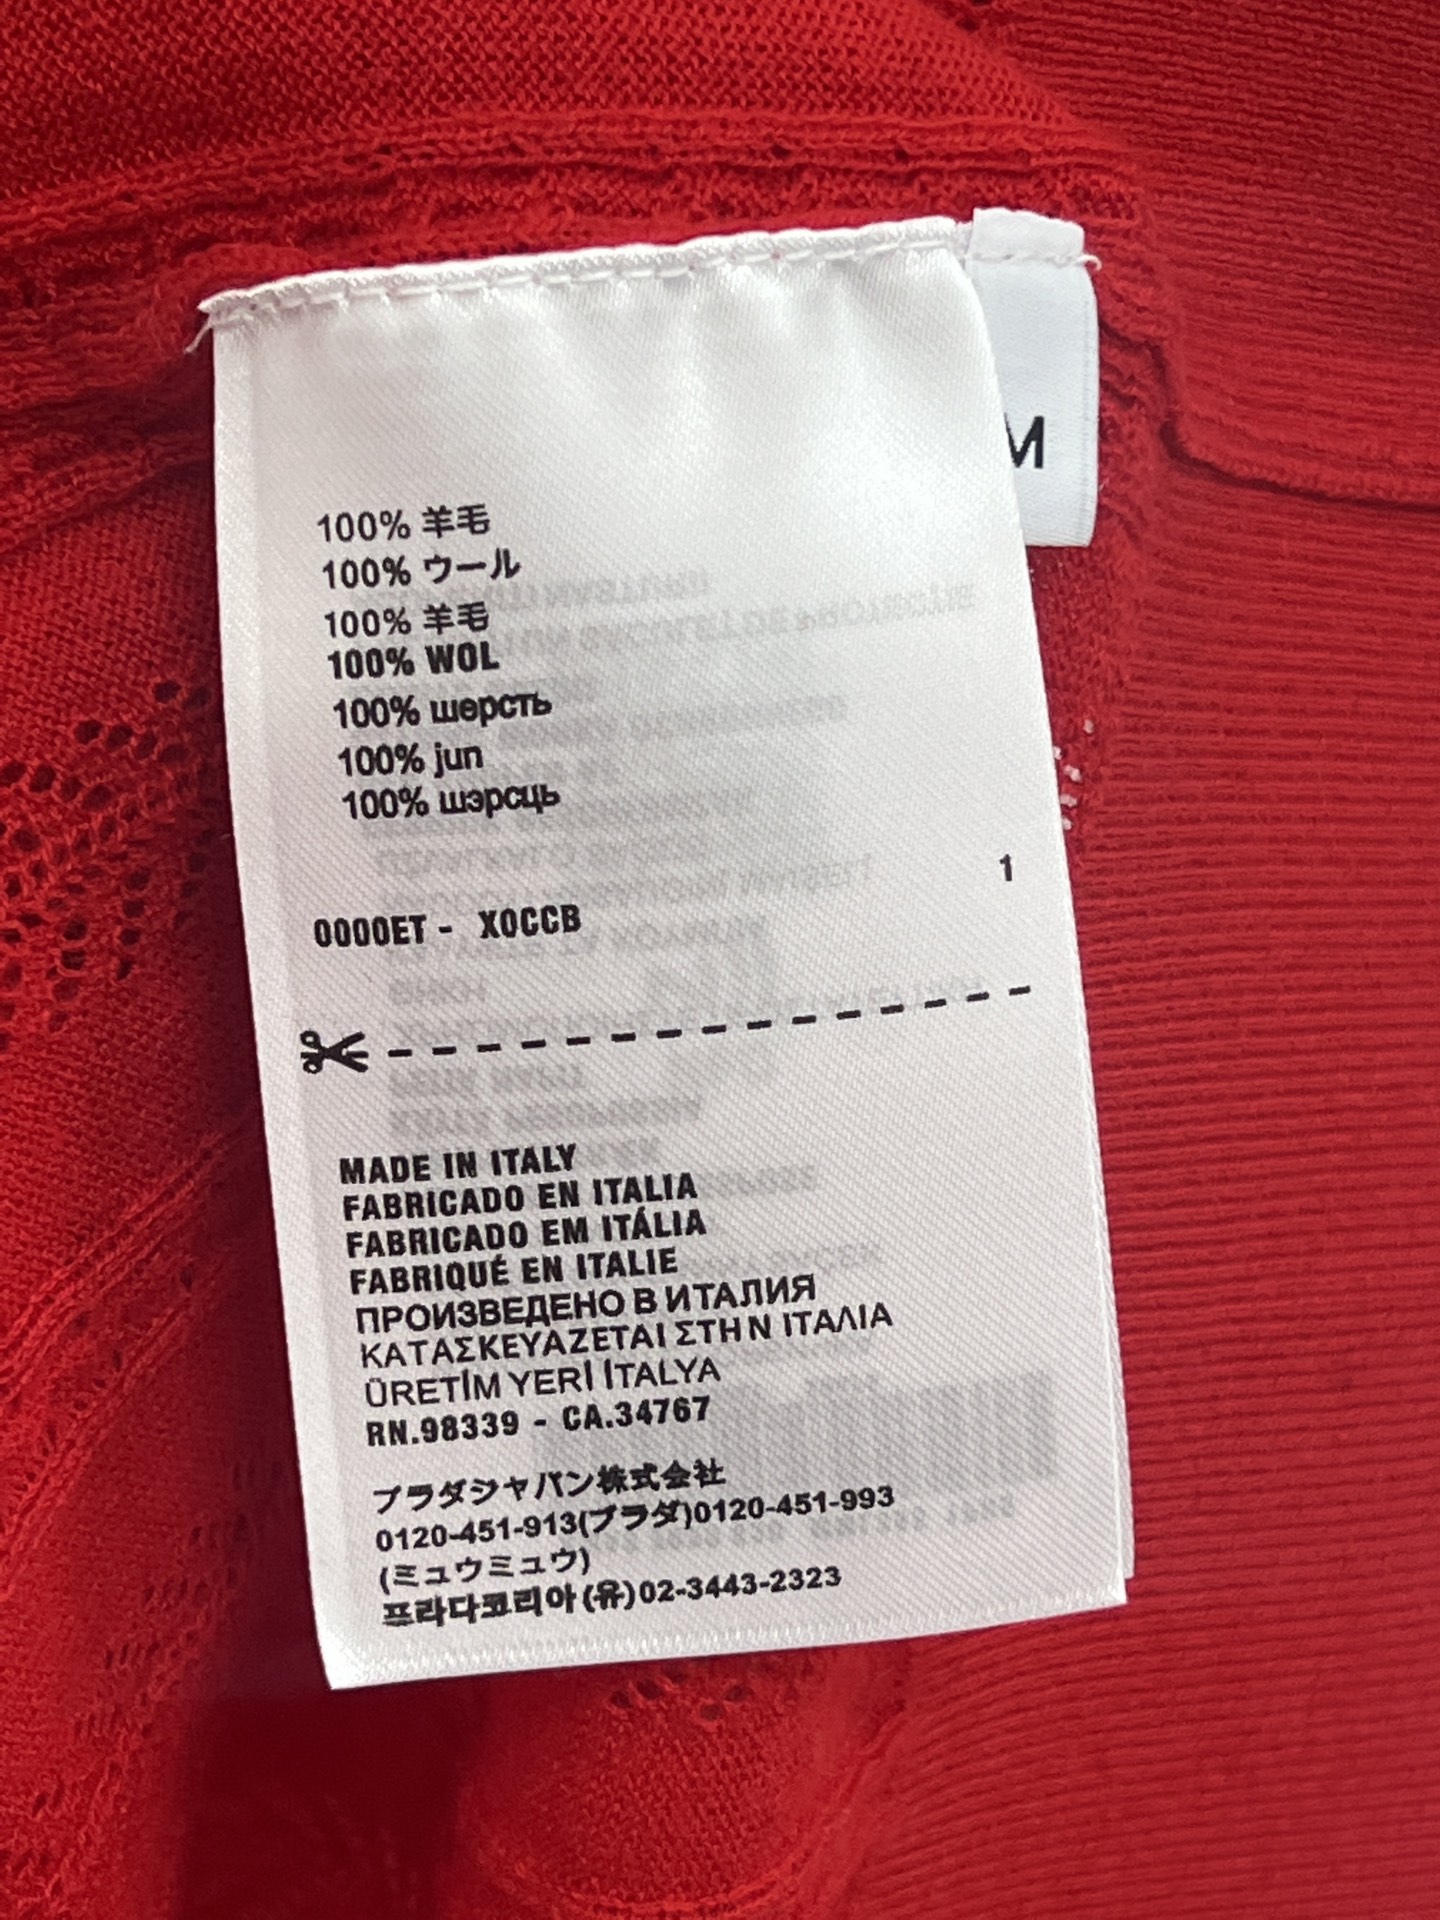 M
100% 羊毛
100% ウール
100% 羊毛
100% WOL
100% шерсть
100% jun
100% шэрсць
1
0000ET - X0CCB
MADE IN ITALY
FABRICADO EN ITALIA
FABRICADO EM ITÁLIA
FABRIQUÉ EN ITALIE
ПРОИЗВЕДЕНО В ИТАЛИЯ
ΚΑΤΑΣΚΕΥΑΖΕΤΑΙ ΣΤΗ Ν ΙΤΑΛΙΑ
ÜRETİM YERİ İTALYA
RN.98339 - CA.34767
プラダジャパン株式会社
0120-451-913(プラダ)0120-451-993
(ミュウミュウ)
프라다코리아(유)02-3443-2323